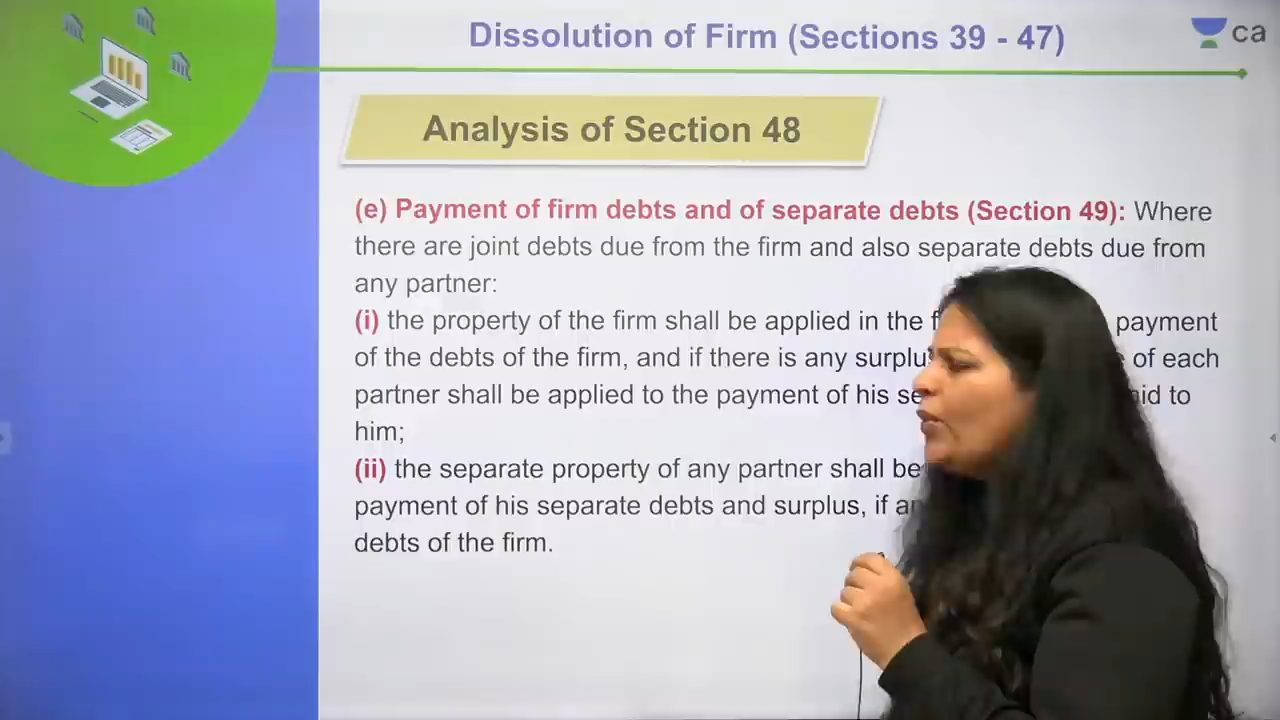 Dissolution of Firm (Sections 39 - 47)
ca
Analysis of Section 48
(e) Payment of firm debts and of separate debts (Section 49): Where
there are joint debts due from the firm and also separate debts due from
any partner:
(i) the property of the firm shall be applied in the payment
of the debts of the firm, and if there is any of each
partner shall be applied to the payment of his to
him;
(ii) the separate property of any partner shall be
payment of his separate debts and surplus, if
debts of the firm.